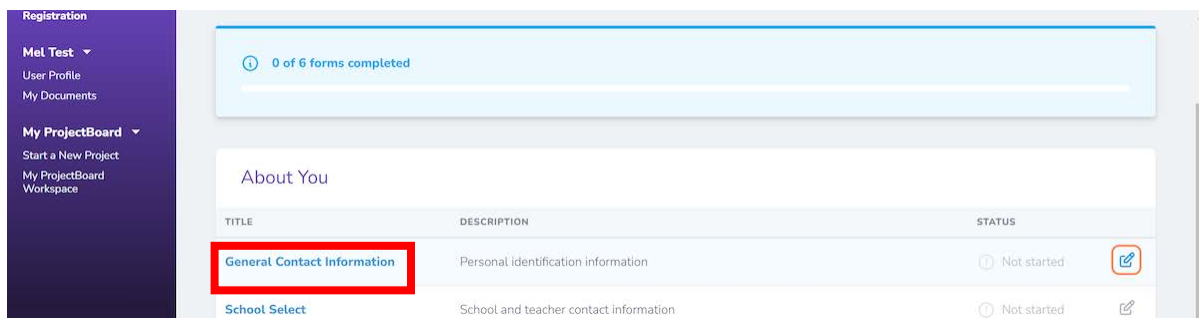 Registration
Mel Test
User Profile
My Documents
My ProjectBoard
Start a New Project
My ProjectBoard
Workspace
0 of 6 forms completed
About You
TITLE DESCRIPTION STATUS
General Contact Information Personal identification information Not started
School Select School and teacher contact information Not started